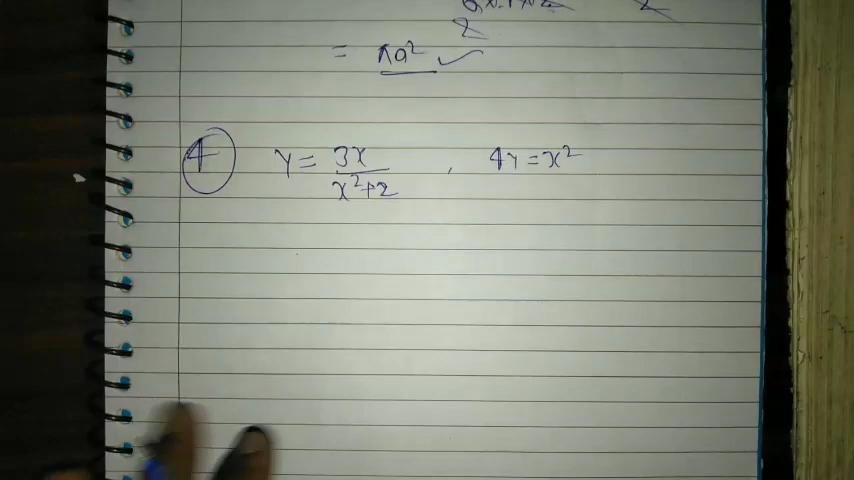 2
= πa² ✓
4 y = 3x / x²+2 , 4y = x²